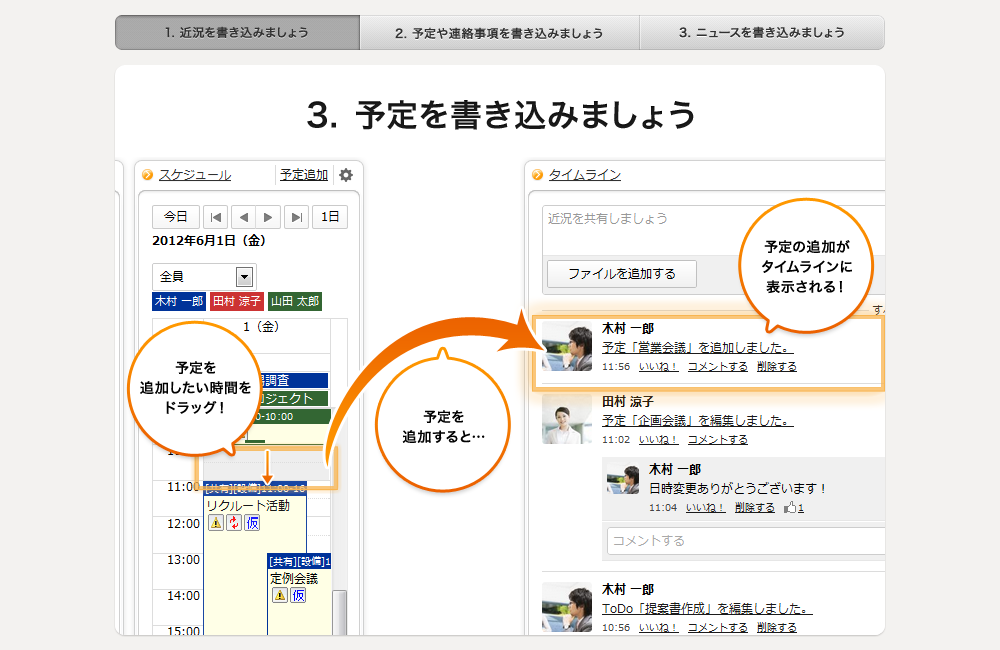 1. 近況を書き込みましょう
2. 予定や連絡事項を書き込みましょう
3. ニュースを書き込みましょう
3. 予定を書き込みましょう
スケジュール
予定追加
今日
1日
2012年6月1日（金）
全員
木村 一郎
田村 涼子
山田 太郎
1（金）
予定を
追加したい時間を
ドラッグ！
調査
ジェクト
0-10:00
11:00
[共有][設備]11:00-16
リクルート活動
仮
12:00
13:00
[共有][設備]1
定例会議
仮
14:00
15:00
予定を
追加すると…
タイムライン
近況を共有しましょう
ファイルを追加する
予定の追加が
タイムラインに
表示される！
す
木村 一郎
予定「営業会議」を追加しました。
11:56 いいね！ コメントする 削除する
田村 涼子
予定「企画会議」を編集しました。
11:02 いいね！ コメントする
木村 一郎
日時変更ありがとうございます！
11:04 いいね！ 削除する 1
コメントする
木村 一郎
ToDo「提案書作成」を編集しました。
10:56 いいね！ コメントする 削除する